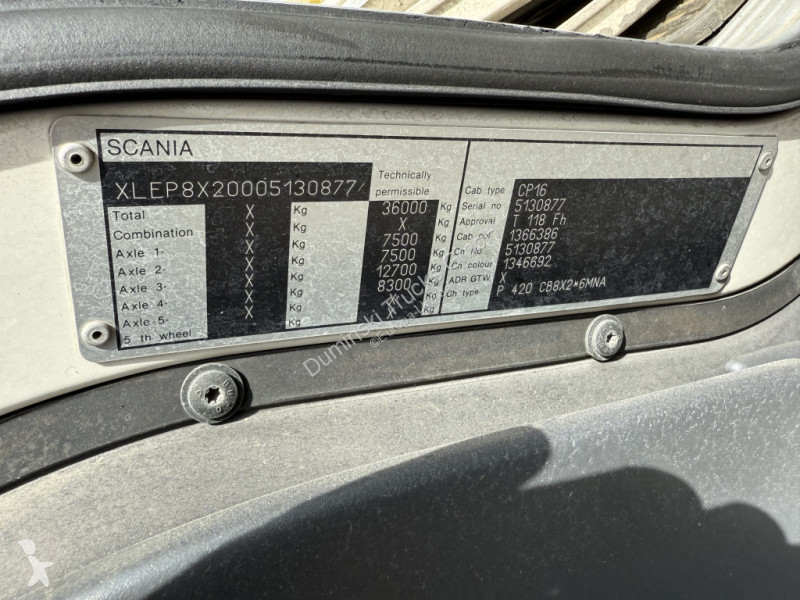 SCANIA
XLEP8X20005130877
Technically
permissible
Total X Kg 36000 Kg
Combination X Kg X Kg
Axle 1- X Kg 7500 Kg
Axle 2- X Kg 7500 Kg
Axle 3- X Kg 12700 Kg
Axle 4- X Kg 8300 Kg
Axle 5- X Kg Kg
5 th wheel Kg Kg
Cab type CP16
Serial no 5130877
Approval T 118 Fh
Cab col 1366386
Ch no 5130877
Ch colour 1346692
ADR GTW X
Ch type P 420 CB8X2*6MNA
Duminski Truck